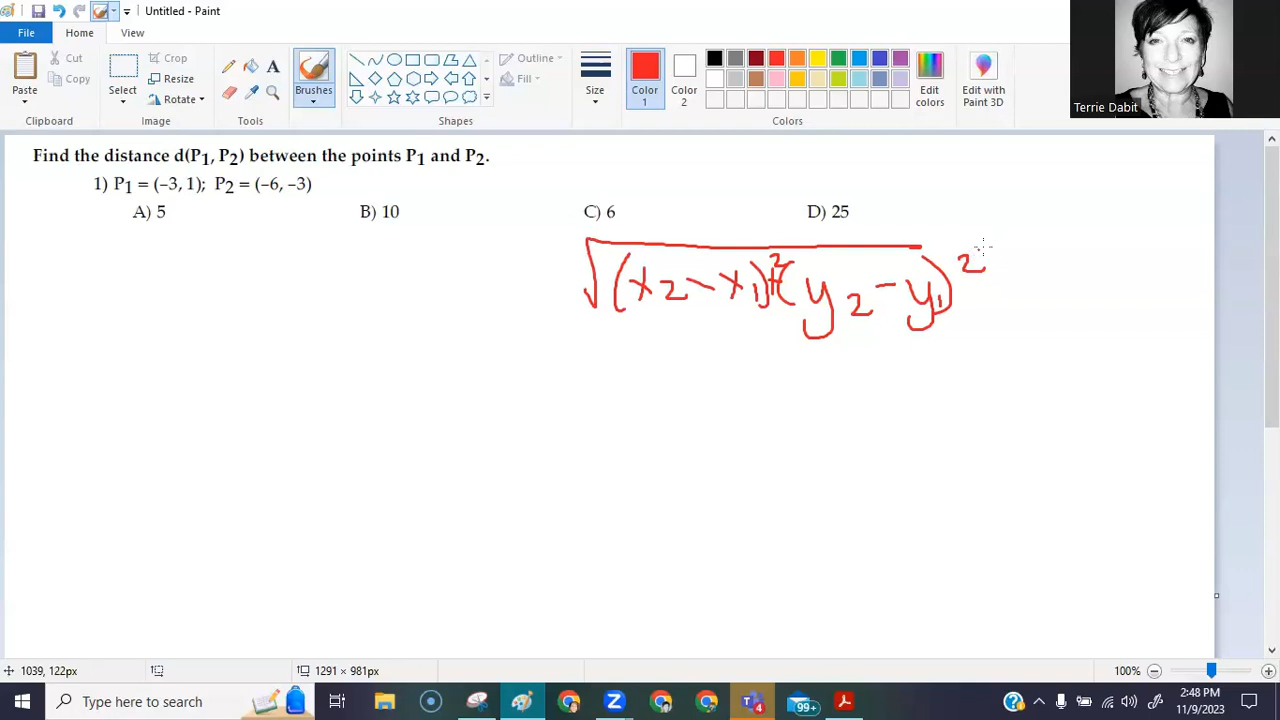 Untitled - Paint
File Home View
Paste
Cut
Copy
Clipboard
Select
Crop
Resize
Rotate
Image
A
Tools
Brushes
Outline
Fill
Shapes
Size
Color
1
Color
2
Edit
colors
Edit with
Paint 3D
Colors
Terrie Dabit
Find the distance d(P1, P2) between the points P1 and P2.
1) P1 = (–3, 1); P2 = (–6, –3)
A) 5 B) 10 C) 6 D) 25
√(x2 - x1)²+(y2 - y1)²
1039, 122px
1291 × 981px
100%
Type here to search
4
99+
2:48 PM
11/9/2023